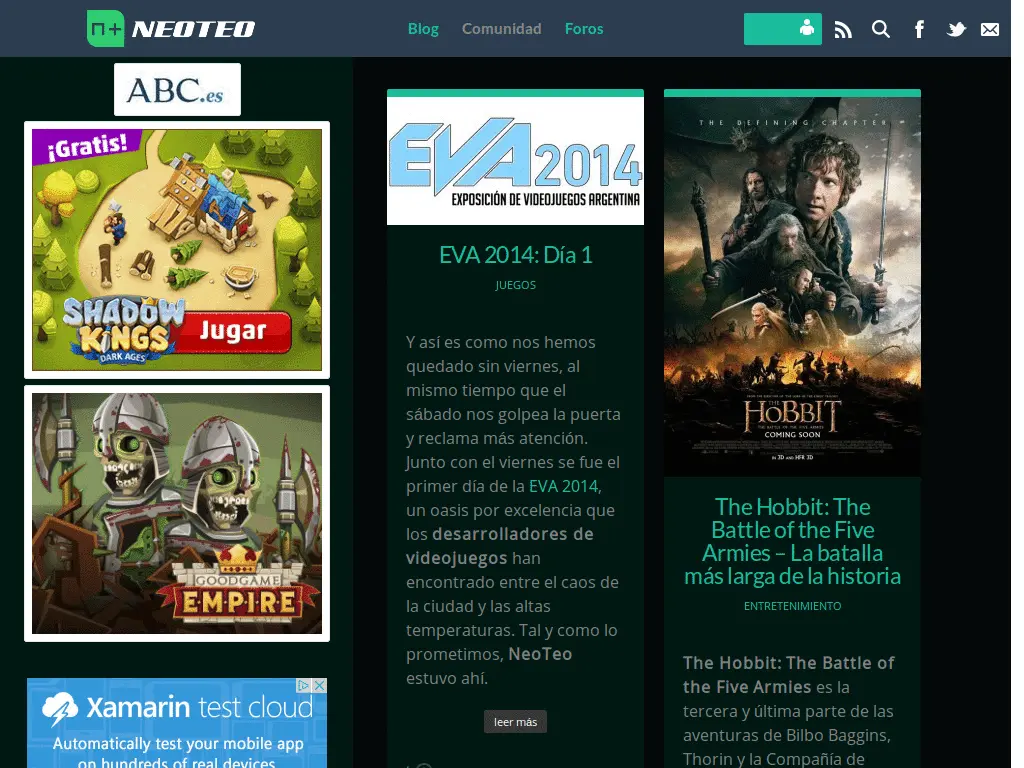 n+ NEOTEO
Blog Comunidad Foros
ABC.es
¡Gratis!
SHADOW
KINGS
DARK AGES
Jugar
GOODGAME
EMPIRE
Xamarin test cloud
Automatically test your mobile app
on hundreds of real devices
EVA 2014
EXPOSICIÓN DE VIDEOJUEGOS ARGENTINA
EVA 2014: Día 1
JUEGOS
Y así es como nos hemos
quedado sin viernes, al
mismo tiempo que el
sábado nos golpea la puerta
y reclama más atención.
Junto con el viernes se fue el
primer día de la EVA 2014,
un oasis por excelencia que
los desarrolladores de
videojuegos han
encontrado entre el caos de
la ciudad y las altas
temperaturas. Tal y como lo
prometimos, NeoTeo
estuvo ahí.
leer más
THE DEFINING CHAPTER
THE
HOBBIT
THE BATTLE OF THE FIVE ARMIES
COMING SOON
IN 3D AND HFR 3D
The Hobbit: The
Battle of the Five
Armies – La batalla
más larga de la historia
ENTRETENIMIENTO
The Hobbit: The Battle of
the Five Armies es la
tercera y última parte de las
aventuras de Bilbo Baggins,
Thorin y la Compañía de